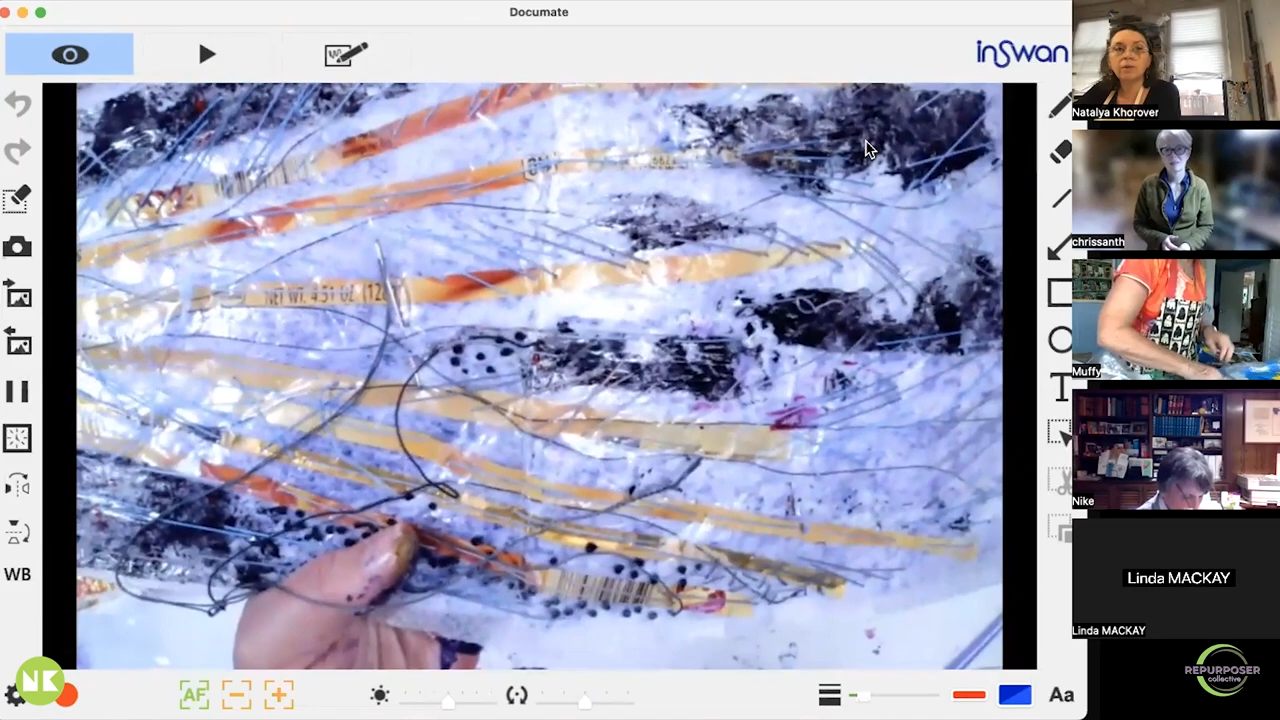 Documate
inSwan
Natalya Khorover
chrissanth
NET WT. 4.51 OZ (12
Muffy
T
Nike
WB
Linda MACKAY
Linda MACKAY
REPURPOSER
collective
NK
AF
Aa